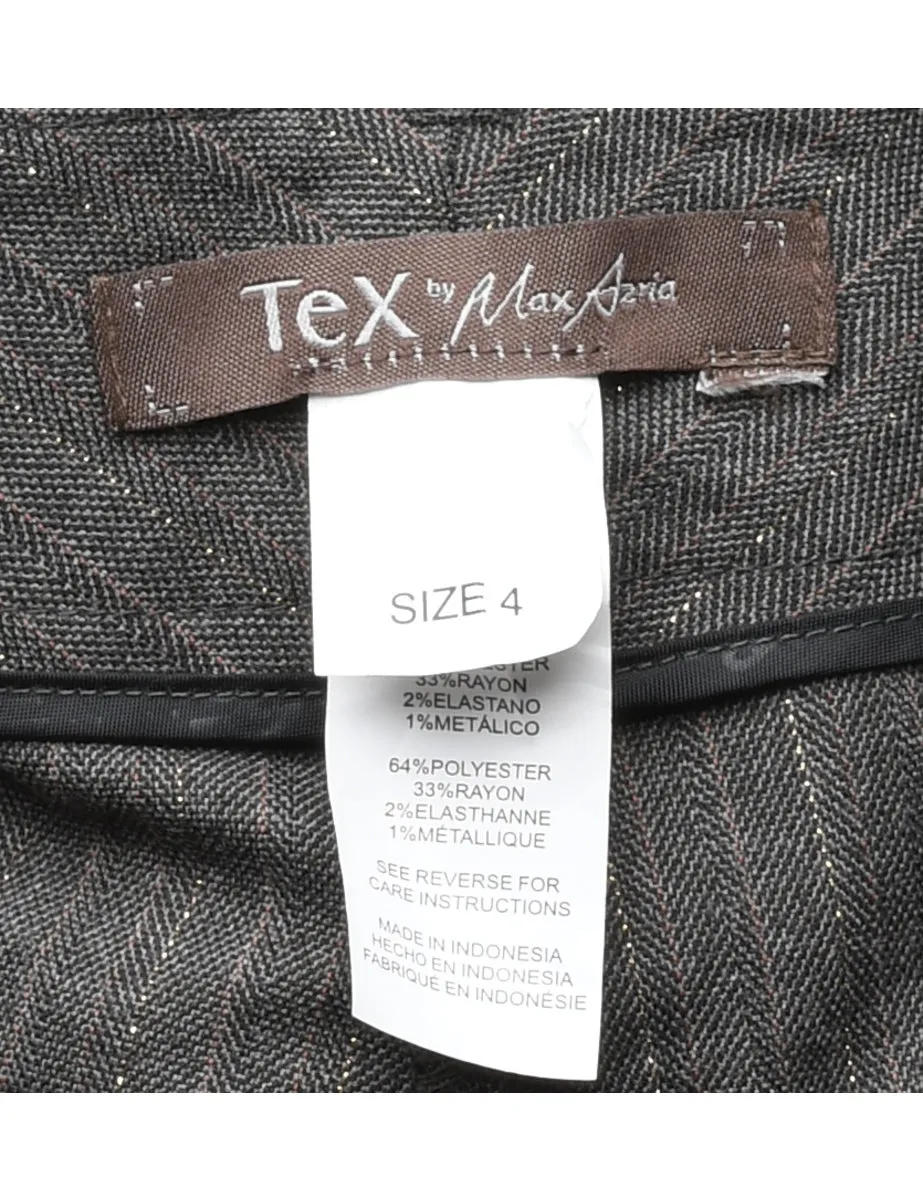 TeX by Max Azria
SIZE 4
33%RAYON
2%ELASTANO
1%METÁLICO
64%POLYESTER
33%RAYON
2%ELASTHANNE
1%MÉTALLIQUE
SEE REVERSE FOR
CARE INSTRUCTIONS
MADE IN INDONESIA
HECHO EN INDONESIA
FABRIQUÉ EN INDONÉSIE